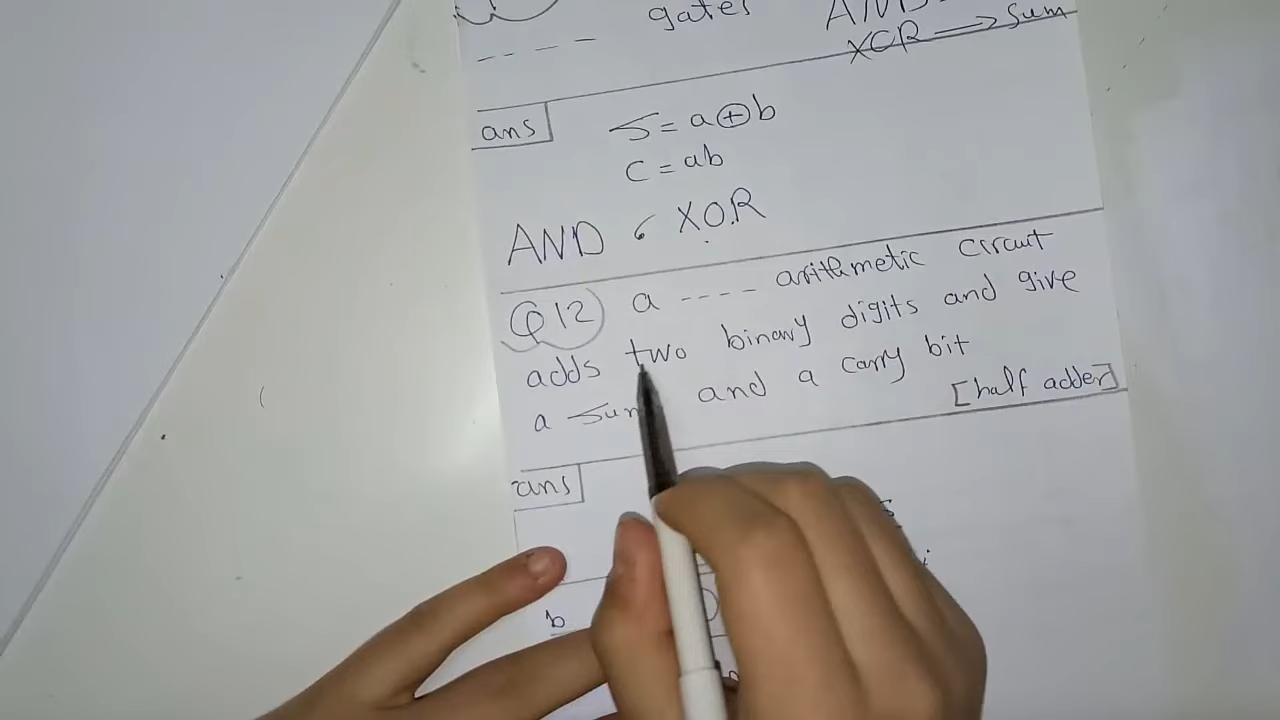 gates AND
---- XOR → Sum
ans S = a ⊕ b
C = ab
AND , XOR
Q12 a ---- arithmetic circuit
adds two binary digits and give
a sum and a carry bit
[half adder]
ans
b